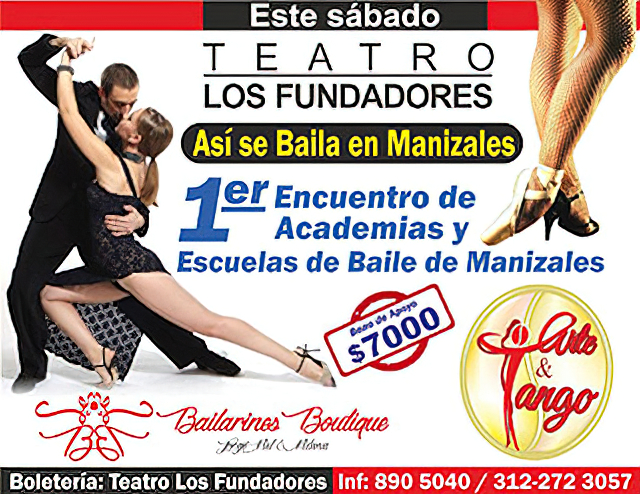 Este sábado
TEATRO
LOS FUNDADORES
Así se Baila en Manizales
1er Encuentro de
Academias y
Escuelas de Baile de Manizales
Bono de Apoyo
$7000
Arte
&
Tango
Bailarines Boutique
Boletería: Teatro Los Fundadores Inf: 890 5040 / 312-272 3057